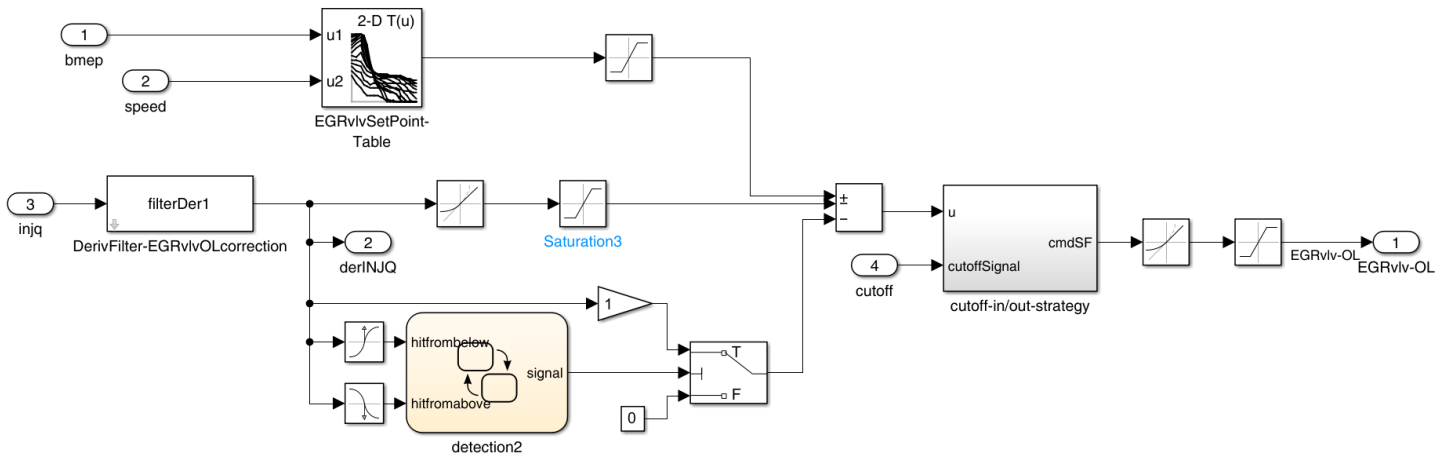 1
bmep
2
speed
2-D T(u)
u1
u2
EGRvlvSetPoint-
Table
3
injq
filterDer1
DerivFilter-EGRvlvOLcorrection
2
derINJQ
Saturation3
±
±
−
u
cmdSF
cutoffSignal
4
cutoff
cutoff-in/out-strategy
EGRvlv-OL
1
EGRvlv-OL
1
hitfrombelow
signal
hitfromabove
detection2
T
F
0